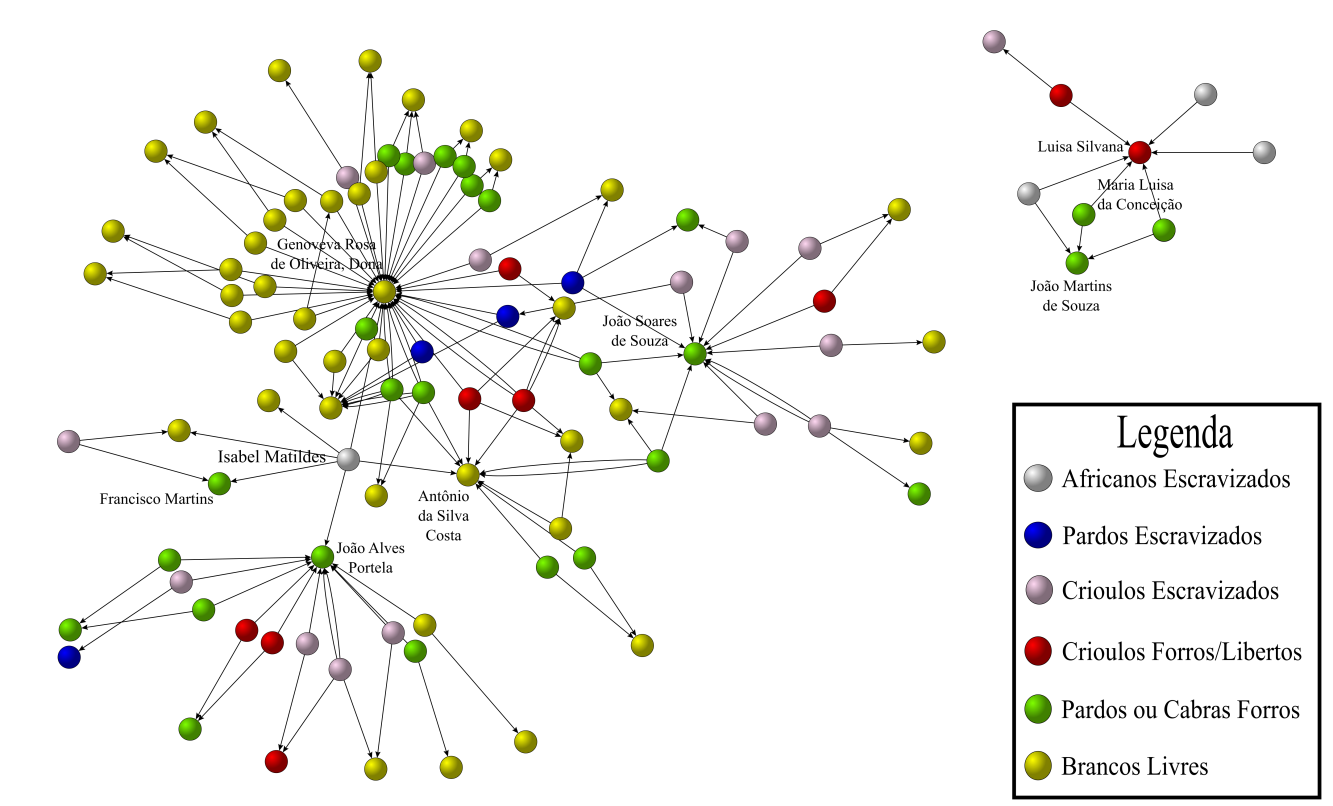 Luisa Silvana
Maria Luisa
da Conceição
João Martins
de Souza
Genoveva Rosa
de Oliveira, Dona
João Soares
de Souza
Isabel Matildes
Francisco Martins
Antônio
da Silva
Costa
João Alves
Portela
Legenda
Africanos Escravizados
Pardos Escravizados
Crioulos Escravizados
Crioulos Forros/Libertos
Pardos ou Cabras Forros
Brancos Livres